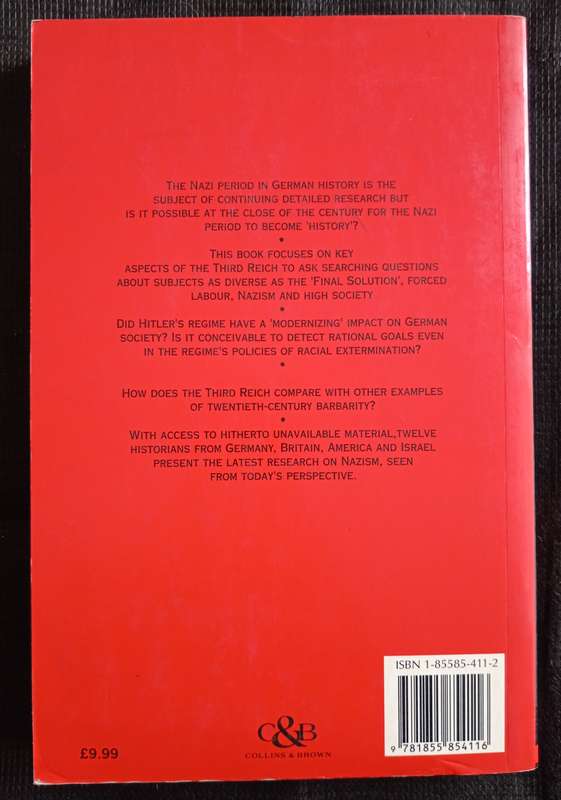 The Nazi period in German history is the
subject of continuing detailed research but
is it possible at the close of the century for the Nazi
period to become 'history'?
•
This book focuses on key
aspects of the Third Reich to ask searching questions
about subjects as diverse as the 'Final Solution', forced
labour, Nazism and high society
•
Did Hitler's regime have a 'modernizing' impact on German
society? Is it conceivable to detect rational goals even
in the regime's policies of racial extermination?
•
How does the Third Reich compare with other examples
of twentieth-century barbarity?
•
With access to hitherto unavailable material,twelve
historians from Germany, Britain, America and Israel
present the latest research on Nazism, seen
from today's perspective.
ISBN 1-85585-411-2
9 781855 854116
C&B
COLLINS & BROWN
£9.99